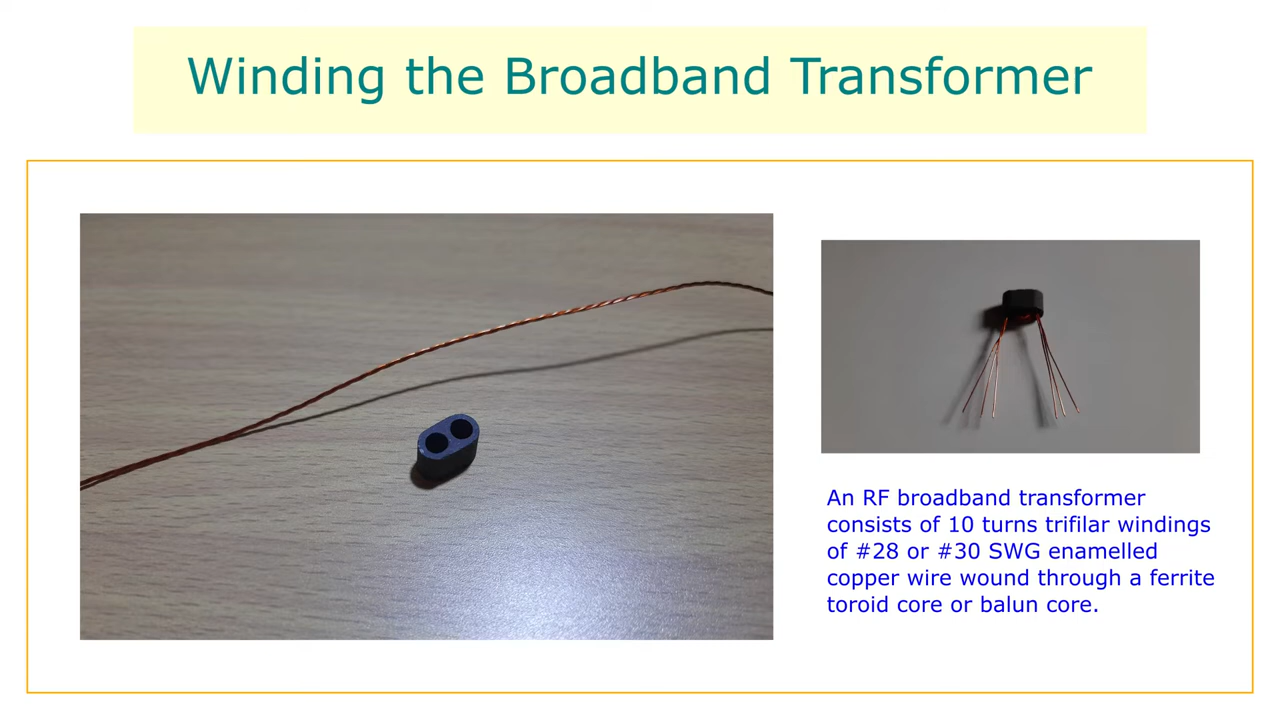 Winding the Broadband Transformer
An RF broadband transformer
consists of 10 turns trifilar windings
of #28 or #30 SWG enamelled
copper wire wound through a ferrite
toroid core or balun core.